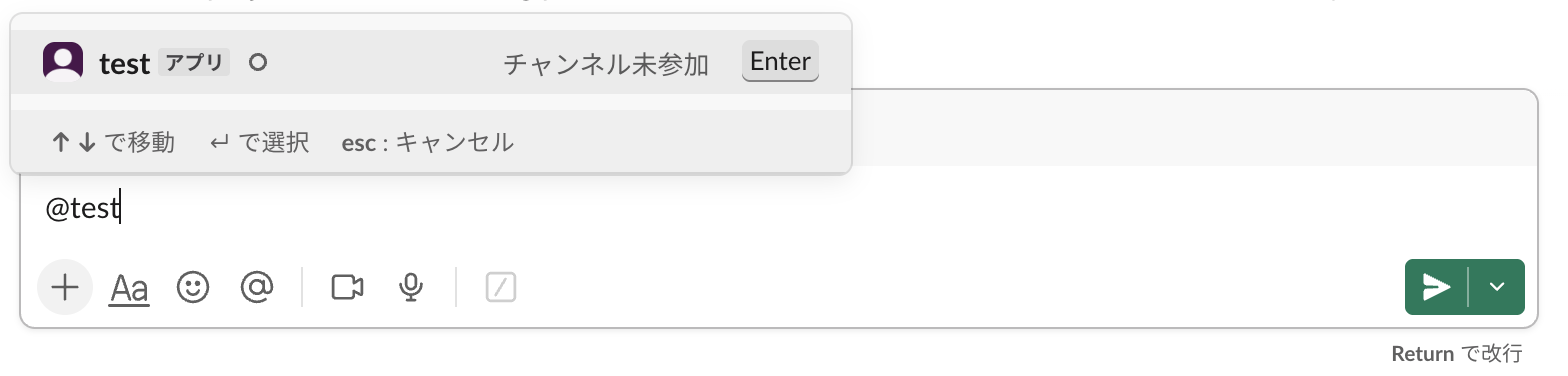 test アプリ チャンネル未参加 Enter
↑↓ で移動 ↵ で選択 esc : キャンセル
@test
Aa
Return で改行